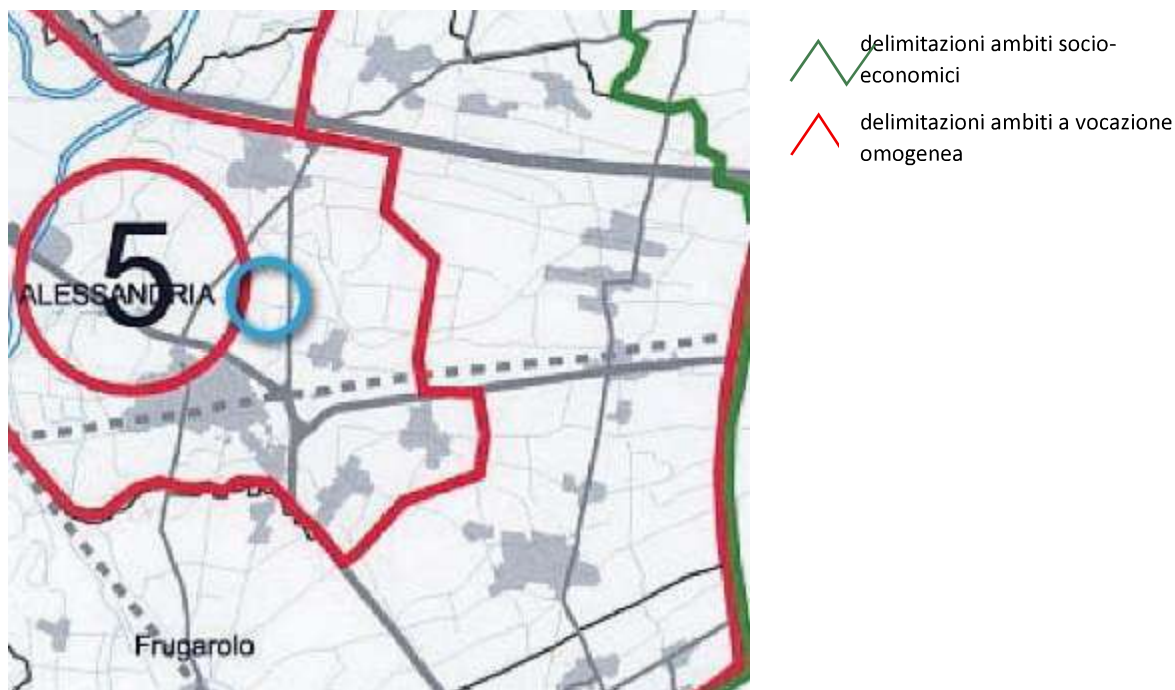 delimitazioni ambiti socio-
economici
delimitazioni ambiti a vocazione
omogenea
5
ALESSANDRIA
Frugarolo